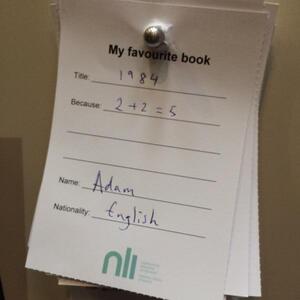 My favourite book
Title: 1984
Because: 2+2=5
Name: Adam
Nationality: English
nli